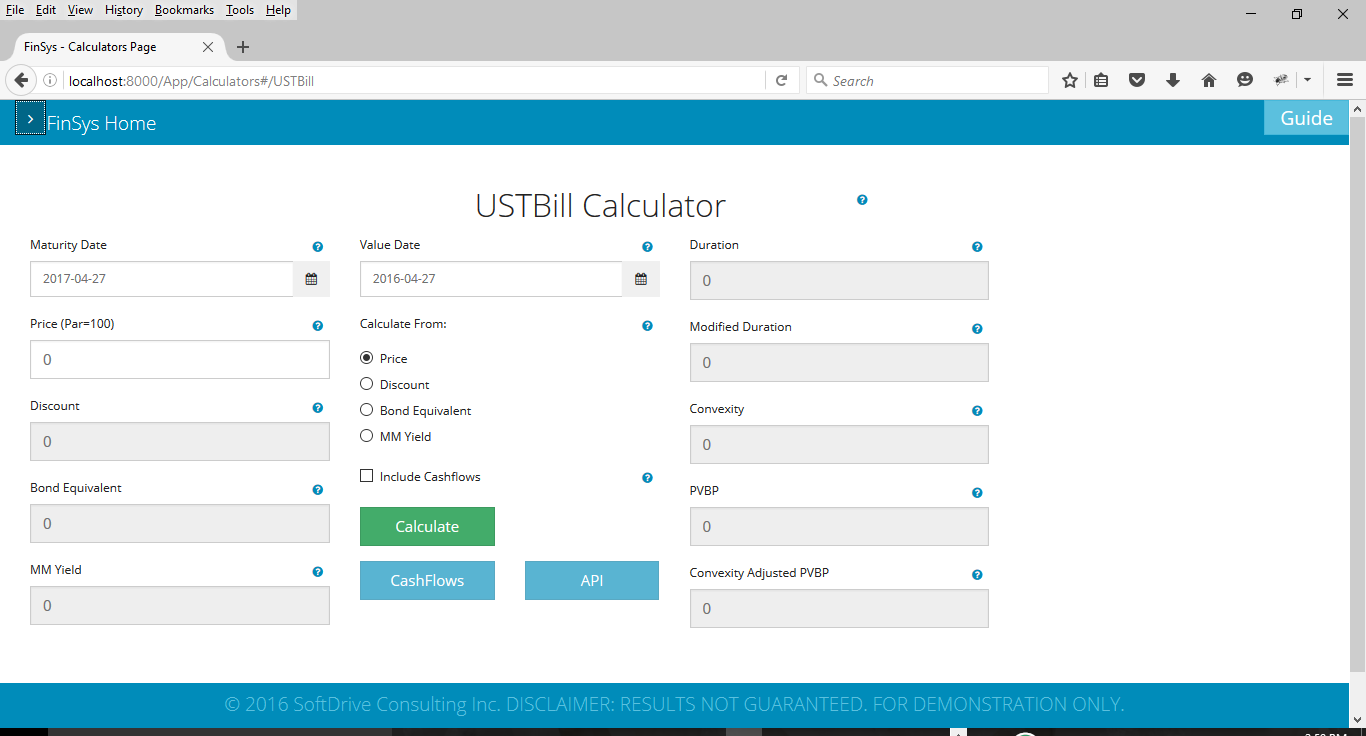 File Edit View History Bookmarks Tools Help
FinSys - Calculators Page
localhost:8000/App/Calculators#/USTBill
Search
FinSys Home
Guide
USTBill Calculator
Maturity Date
Value Date
Duration
2017-04-27
2016-04-27
0
Price (Par=100)
Calculate From:
Modified Duration
0
Price
0
Discount
Discount
Convexity
0
Bond Equivalent
0
MM Yield
Bond Equivalent
Include Cashflows
PVBP
0
Calculate
0
MM Yield
Convexity Adjusted PVBP
0
CashFlows
API
0
© 2016 SoftDrive Consulting Inc. DISCLAIMER: RESULTS NOT GUARANTEED. FOR DEMONSTRATION ONLY.